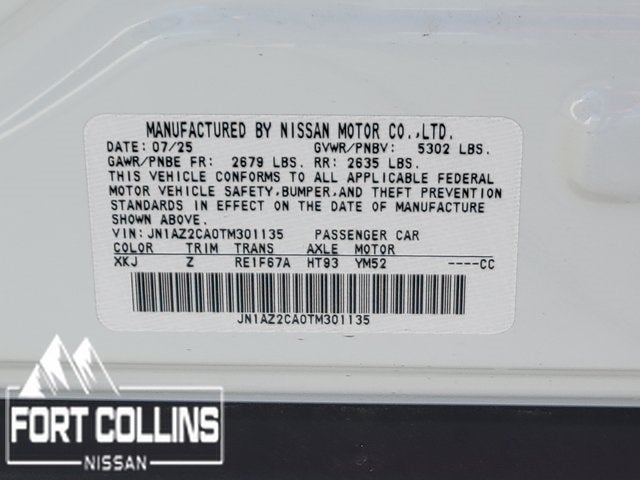 MANUFACTURED BY NISSAN MOTOR CO.,LTD.
DATE: 07/25 GVWR/PNBV: 5302 LBS.
GAWR/PNBE FR: 2679 LBS. RR: 2635 LBS.
THIS VEHICLE CONFORMS TO ALL APPLICABLE FEDERAL
MOTOR VEHICLE SAFETY,BUMPER,AND THEFT PREVENTION
STANDARDS IN EFFECT ON THE DATE OF MANUFACTURE
SHOWN ABOVE.
VIN: JN1AZ2CA0TM301135 PASSENGER CAR
COLOR TRIM TRANS AXLE MOTOR
XKJ Z RE1F67A HT93 YM52 ----CC
JN1AZ2CA0TM301135
FORT COLLINS
NISSAN